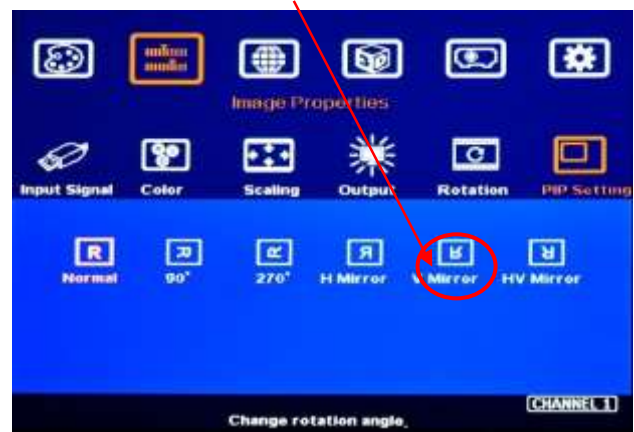 Image Properties
Input Signal Color Scaling Output Rotation PIP Setting
R R R R R R
Normal 90° 270° H Mirror V Mirror HV Mirror
Change rotation angle.
CHANNEL 1